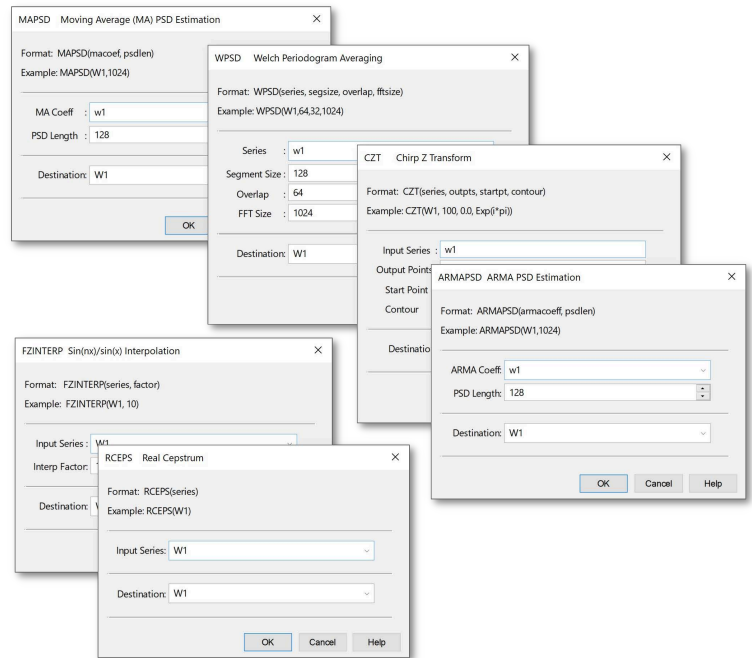 MAPSD Moving Average (MA) PSD Estimation
Format: MAPSD(macoef, psdlen)
Example: MAPSD(W1,1024)
MA Coeff : w1
PSD Length : 128
Destination: W1
OK
WPSD Welch Periodogram Averaging
Format: WPSD(series, segsize, overlap, fftsize)
Example: WPSD(W1,64,32,1024)
Series : w1
Segment Size : 128
Overlap : 64
FFT Size : 1024
Destination: W1
CZT Chirp Z Transform
Format: CZT(series, outpts, startpt, contour)
Example: CZT(W1, 100, 0.0, Exp(i*pi))
Input Series : w1
Output Points
Start Point
Contour
Destinatio
ARMAPSD ARMA PSD Estimation
Format: ARMAPSD(armacoeff, psdlen)
Example: ARMAPSD(W1,1024)
ARMA Coeff: w1
PSD Length: 128
Destination: W1
OK Cancel Help
FZINTERP Sin(nx)/sin(x) Interpolation
Format: FZINTERP(series, factor)
Example: FZINTERP(W1, 10)
Input Series : W1
Interp Factor:
Destination:
RCEPS Real Cepstrum
Format: RCEPS(series)
Example: RCEPS(W1)
Input Series: W1
Destination: W1
OK Cancel Help